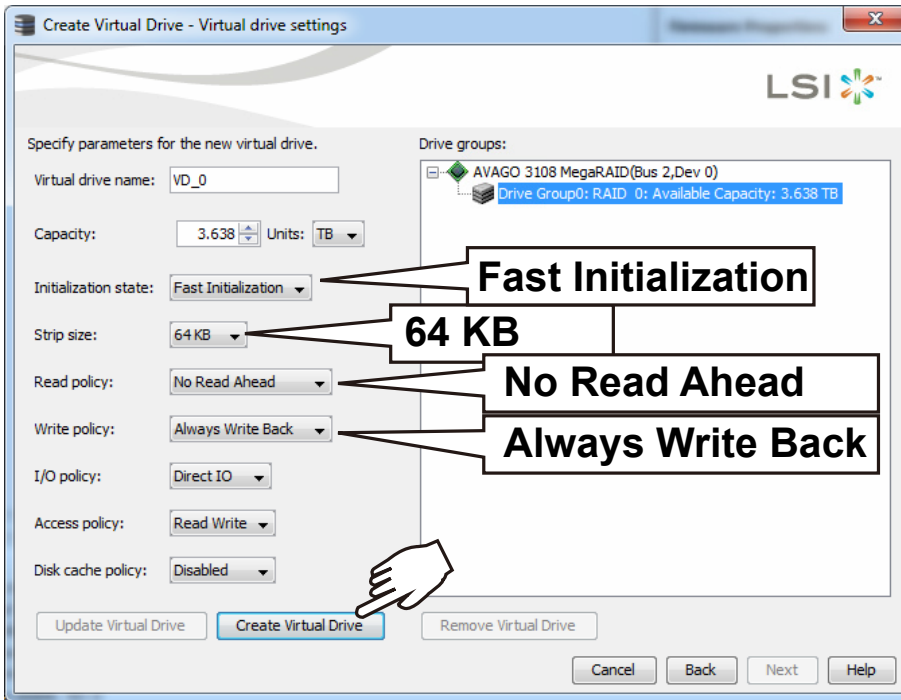 Create Virtual Drive - Virtual drive settings
LSI
Specify parameters for the new virtual drive.
Drive groups:
Virtual drive name: VD_0
AVAGO 3108 MegaRAID(Bus 2,Dev 0)
Drive Group0: RAID 0: Available Capacity: 3.638 TB
Capacity: 3.638 Units: TB
Initialization state: Fast Initialization
Fast Initialization
Strip size: 64 KB
64 KB
Read policy: No Read Ahead
No Read Ahead
Write policy: Always Write Back
Always Write Back
I/O policy: Direct IO
Access policy: Read Write
Disk cache policy: Disabled
Update Virtual Drive Create Virtual Drive Remove Virtual Drive
Cancel Back Next Help